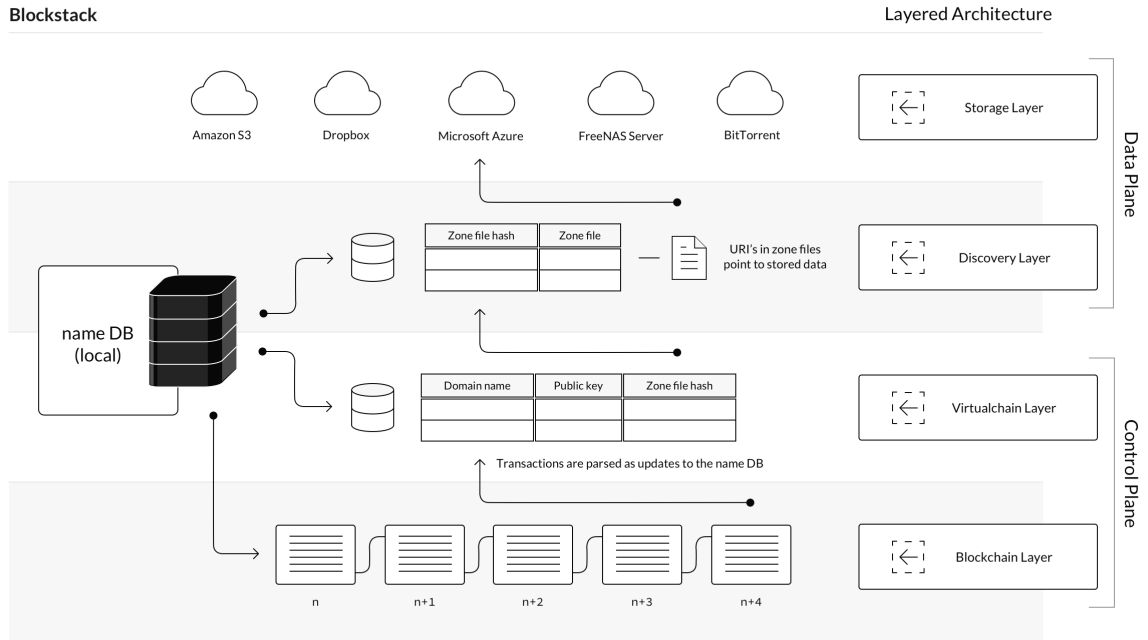 Blockstack
Layered Architecture
Amazon S3
Dropbox
Microsoft Azure
FreeNAS Server
BitTorrent
Storage Layer
Data Plane
Zone file hash
Zone file
URI's in zone files
point to stored data
Discovery Layer
name DB
(local)
Domain name
Public key
Zone file hash
Virtualchain Layer
Control Plane
Transactions are parsed as updates to the name DB
Blockchain Layer
n
n+1
n+2
n+3
n+4